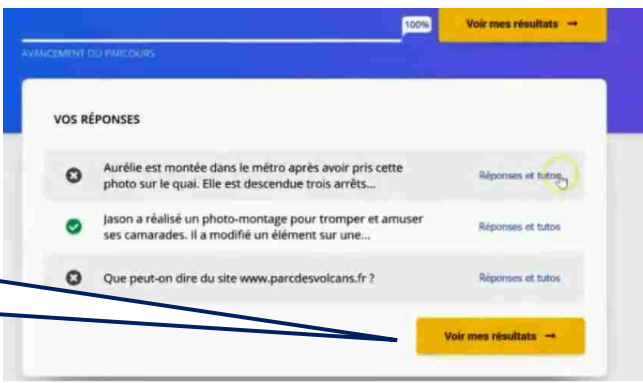 100% Voir mes résultats →
AVANCEMENT DU PARCOURS
VOS RÉPONSES
Aurélie est montée dans le métro après avoir pris cette
photo sur le quai. Elle est descendue trois arrêts...
Réponses et tutos
Jason a réalisé un photo-montage pour tromper et amuser
ses camarades. Il a modifié un élément sur une...
Réponses et tutos
Que peut-on dire du site www.parcdesvolcans.fr ?
Réponses et tutos
Voir mes résultats →